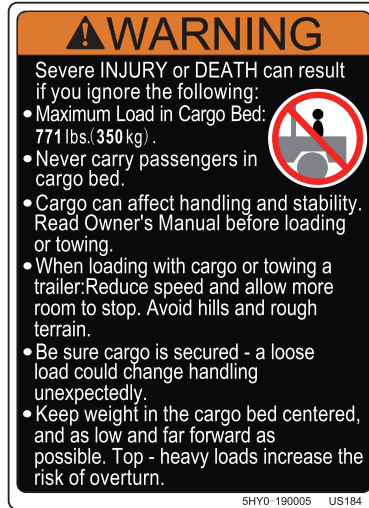 WARNING
Severe INJURY or DEATH can result
if you ignore the following:
• Maximum Load in Cargo Bed:
771 lbs.(350 kg).
• Never carry passengers in
cargo bed.
• Cargo can affect handling and stability.
Read Owner's Manual before loading
or towing.
• When loading with cargo or towing a
trailer:Reduce speed and allow more
room to stop. Avoid hills and rough
terrain.
• Be sure cargo is secured - a loose
load could change handling
unexpectedly.
• Keep weight in the cargo bed centered,
and as low and far forward as
possible. Top - heavy loads increase the
risk of overturn.
5HY0-190005 US184